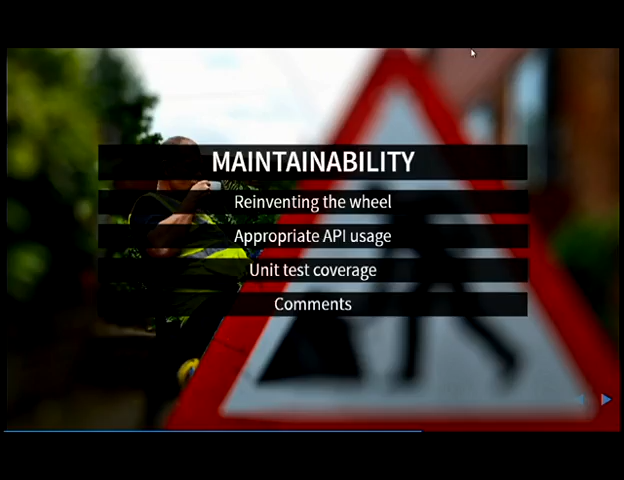 MAINTAINABILITY
Reinventing the wheel
Appropriate API usage
Unit test coverage
Comments